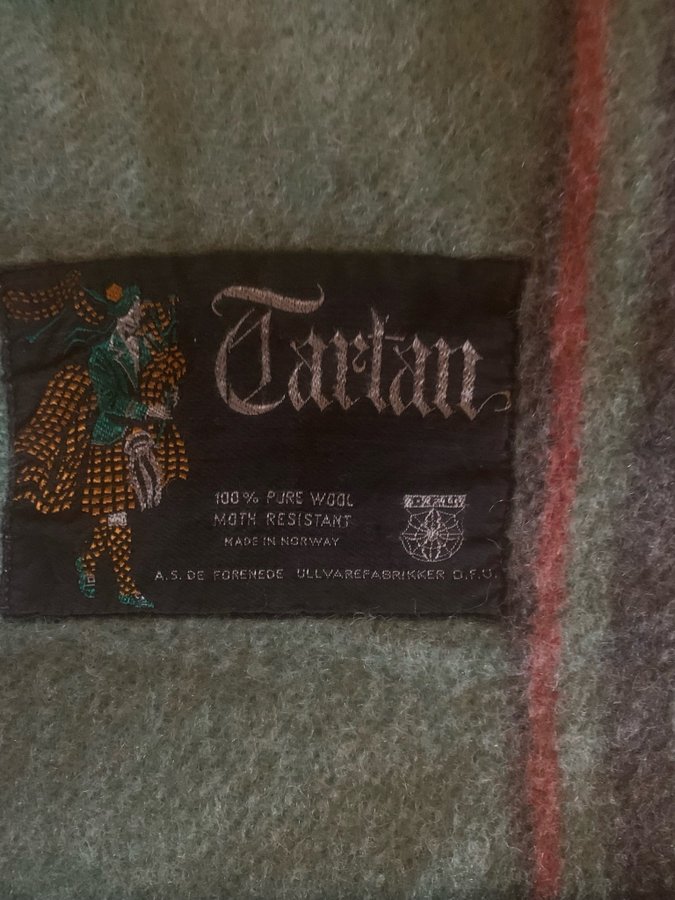 Tartan
100% PURE WOOL
MOTH RESISTANT
MADE IN NORWAY
A.S. DE FORENEDE ULLVAREFABRIKKER D.F.U.